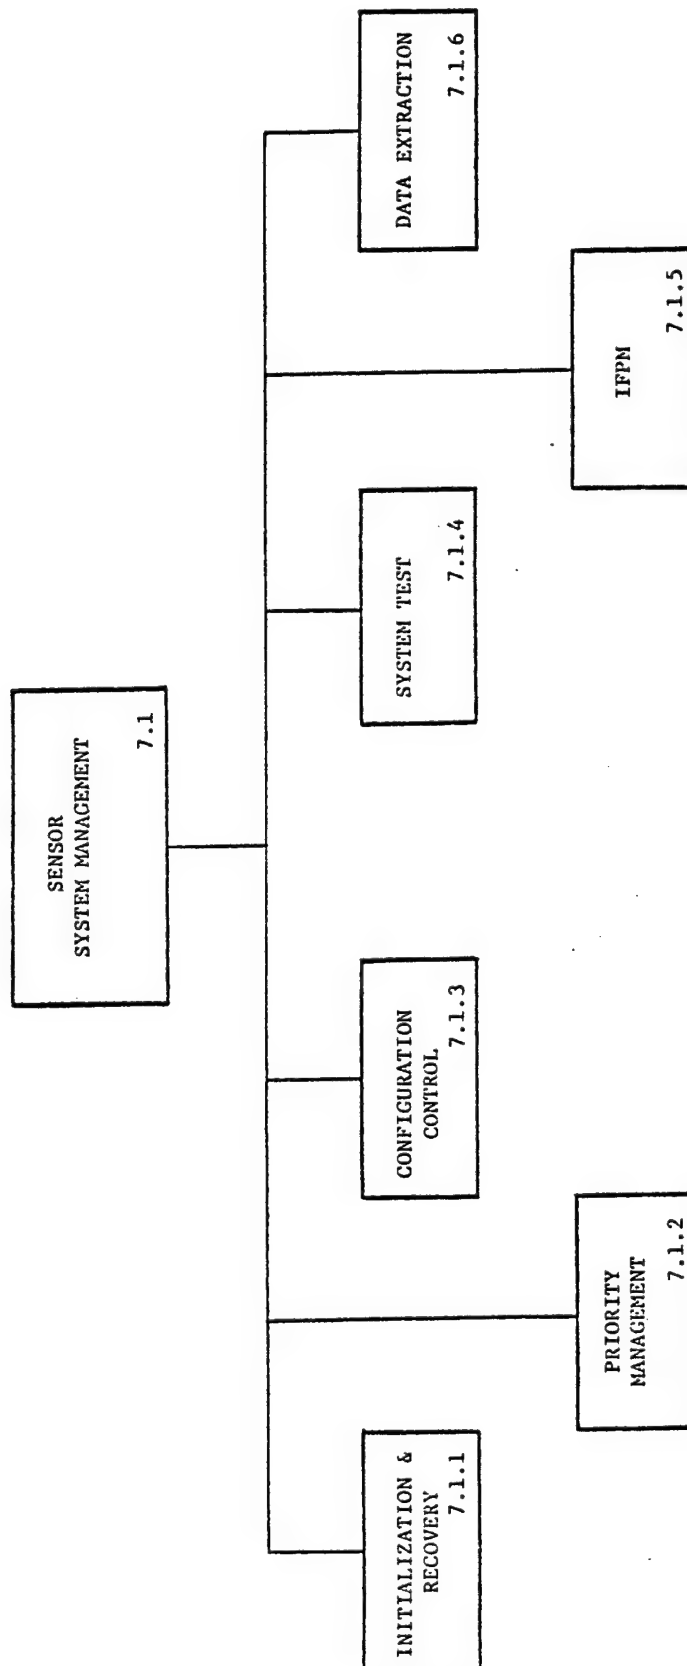 SENSOR
SYSTEM MANAGEMENT
7.1
INITIALIZATION &
RECOVERY
7.1.1
PRIORITY
MANAGEMENT
7.1.2
CONFIGURATION
CONTROL
7.1.3
SYSTEM TEST
7.1.4
IFPM
7.1.5
DATA EXTRACTION
7.1.6